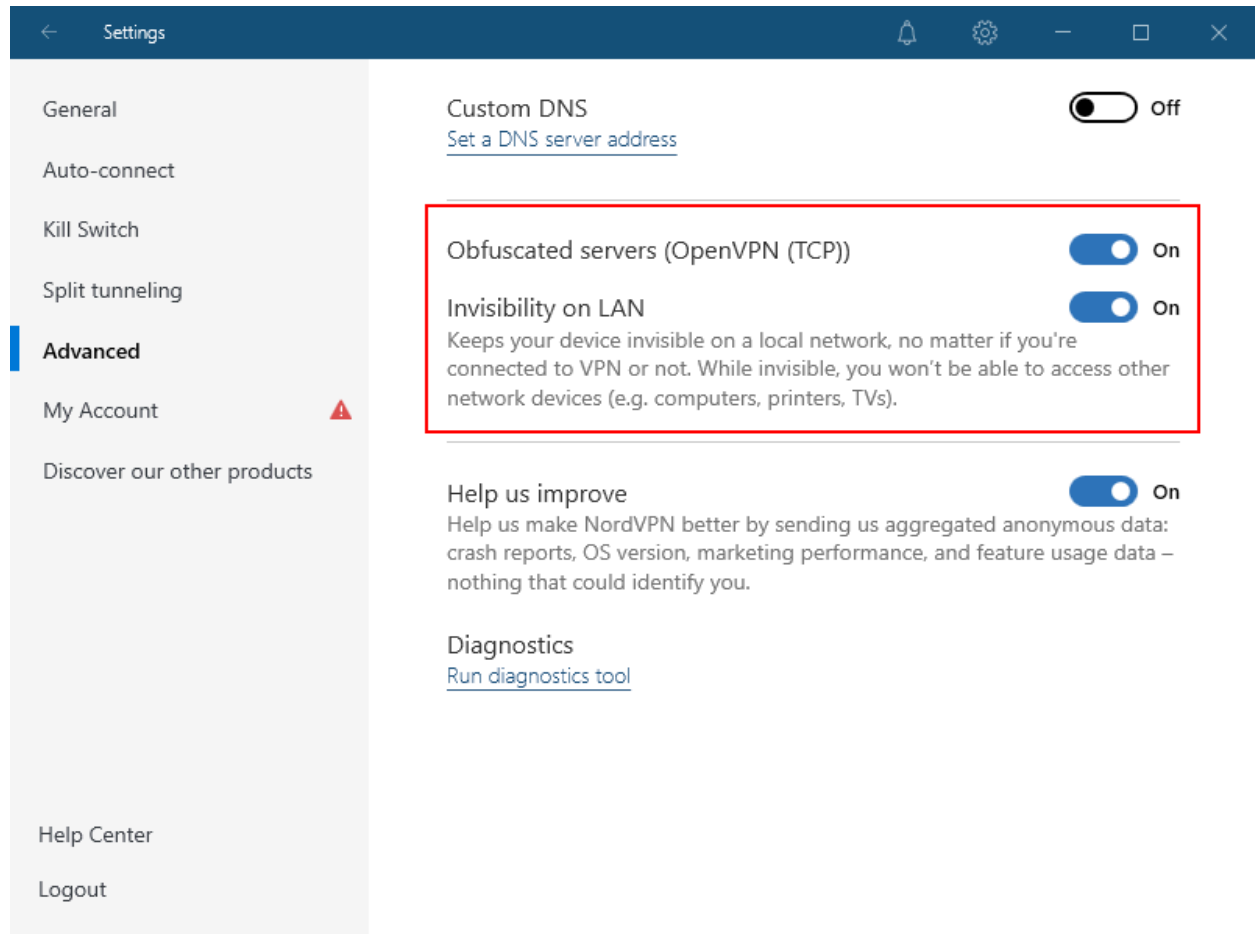 Settings
General
Auto-connect
Kill Switch
Split tunneling
Advanced
My Account
Discover our other products
Help Center
Logout
Custom DNS
Off
Set a DNS server address
Obfuscated servers (OpenVPN (TCP))
On
Invisibility on LAN
On
Keeps your device invisible on a local network, no matter if you're
connected to VPN or not. While invisible, you won't be able to access other
network devices (e.g. computers, printers, TVs).
Help us improve
On
Help us make NordVPN better by sending us aggregated anonymous data:
crash reports, OS version, marketing performance, and feature usage data –
nothing that could identify you.
Diagnostics
Run diagnostics tool